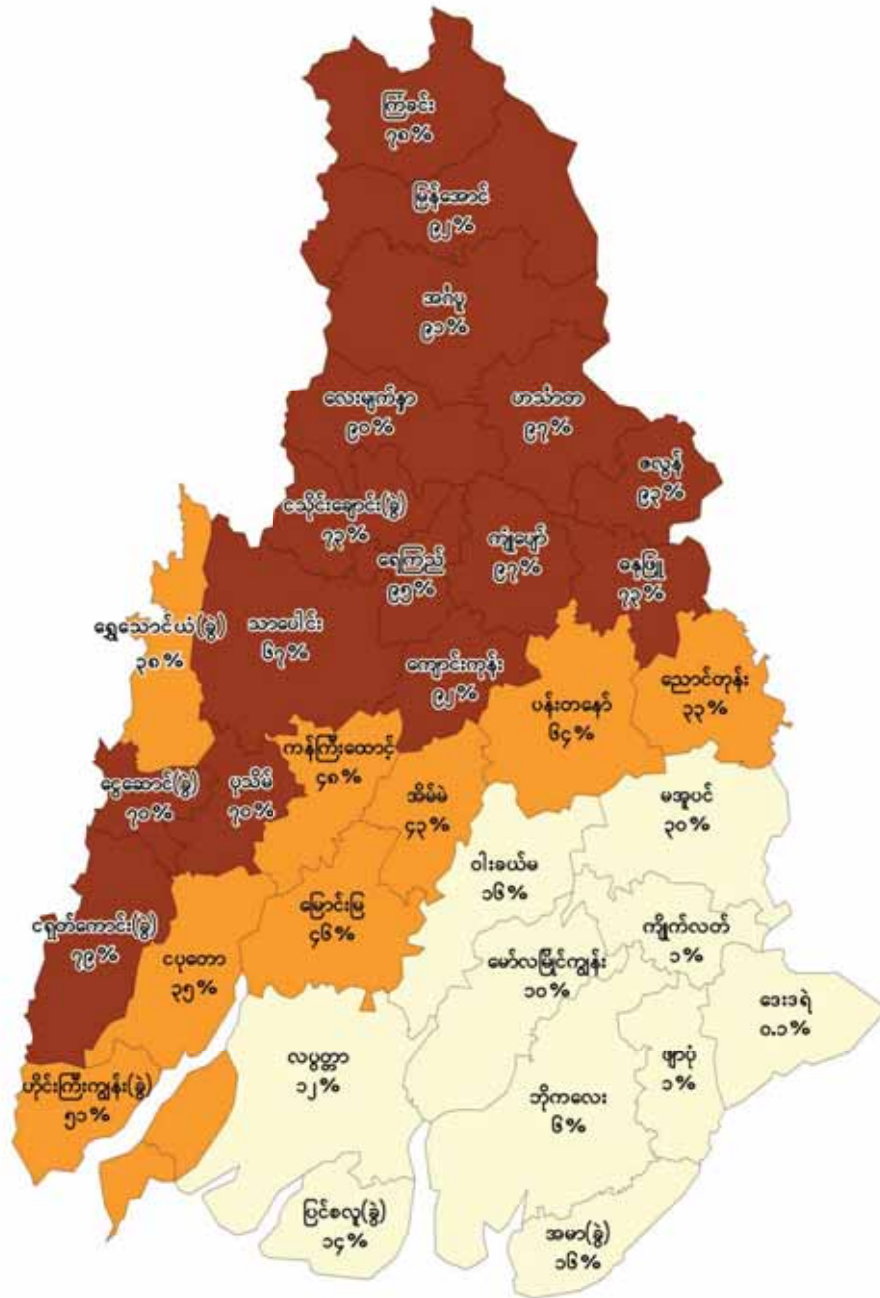 ကြံခင်း
၇၈%
မြန်အောင်
၉၂%
အင်္ဂပူ
၉၁%
လေးမျက်နှာ
၉၀%
ဟင်္သာတ
၉၇%
ဇလွန်
၉၃%
ငသိုင်းချောင်း(ခွဲ)
၇၃%
ရေကြည်
၉၅%
ကျုံပျော်
၉၇%
ဓနုဖြူ
၇၃%
ရွှေသောင်ယံ(ခွဲ)
၃၈%
သာပေါင်း
၆၇%
ကျောင်းကုန်း
၉၂%
ပန်းတနော်
၆၄%
ညောင်တုန်း
၃၃%
ငွေဆောင်(ခွဲ)
၇၀%
ပုသိမ်
၇၀%
ကန်ကြီးထောင့်
၄၈%
အိမ်မဲ
၄၃%
မအူပင်
၃၀%
ဝါးခယ်မ
၁၆%
ငရုတ်ကောင်း(ခွဲ)
၇၉%
ငပုတော
၃၅%
မြောင်းမြ
၄၆%
မော်လမြိုင်ကျွန်း
၁၀%
ကျိုက်လတ်
၁%
ဒေးဒရဲ
၀.၁%
ဟိုင်းကြီးကျွန်း(ခွဲ)
၅၁%
လပွတ္တာ
၁၂%
ဘိုကလေး
၆%
ဖျာပုံ
၁%
ပြင်စလူ(ခွဲ)
၁၄%
အမာ(ခွဲ)
၁၆%